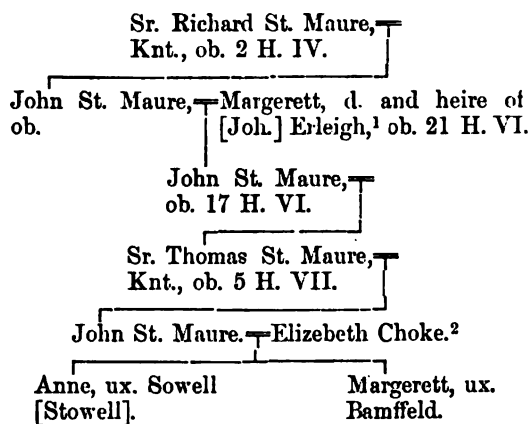 Sr. Richard St. Maure,
Knt., ob. 2 H. IV.
John St. Maure, Margerett, d. and heire of
ob. [Joh.] Erleigh,¹ ob. 21 H. VI.
John St. Maure,
ob. 17 H. VI.
Sr. Thomas St. Maure,
Knt., ob. 5 H. VII.
John St. Maure. Elizebeth Choke.²
Anne, ux. Sowell Margerett, ux.
[Stowell]. Bamffeld.